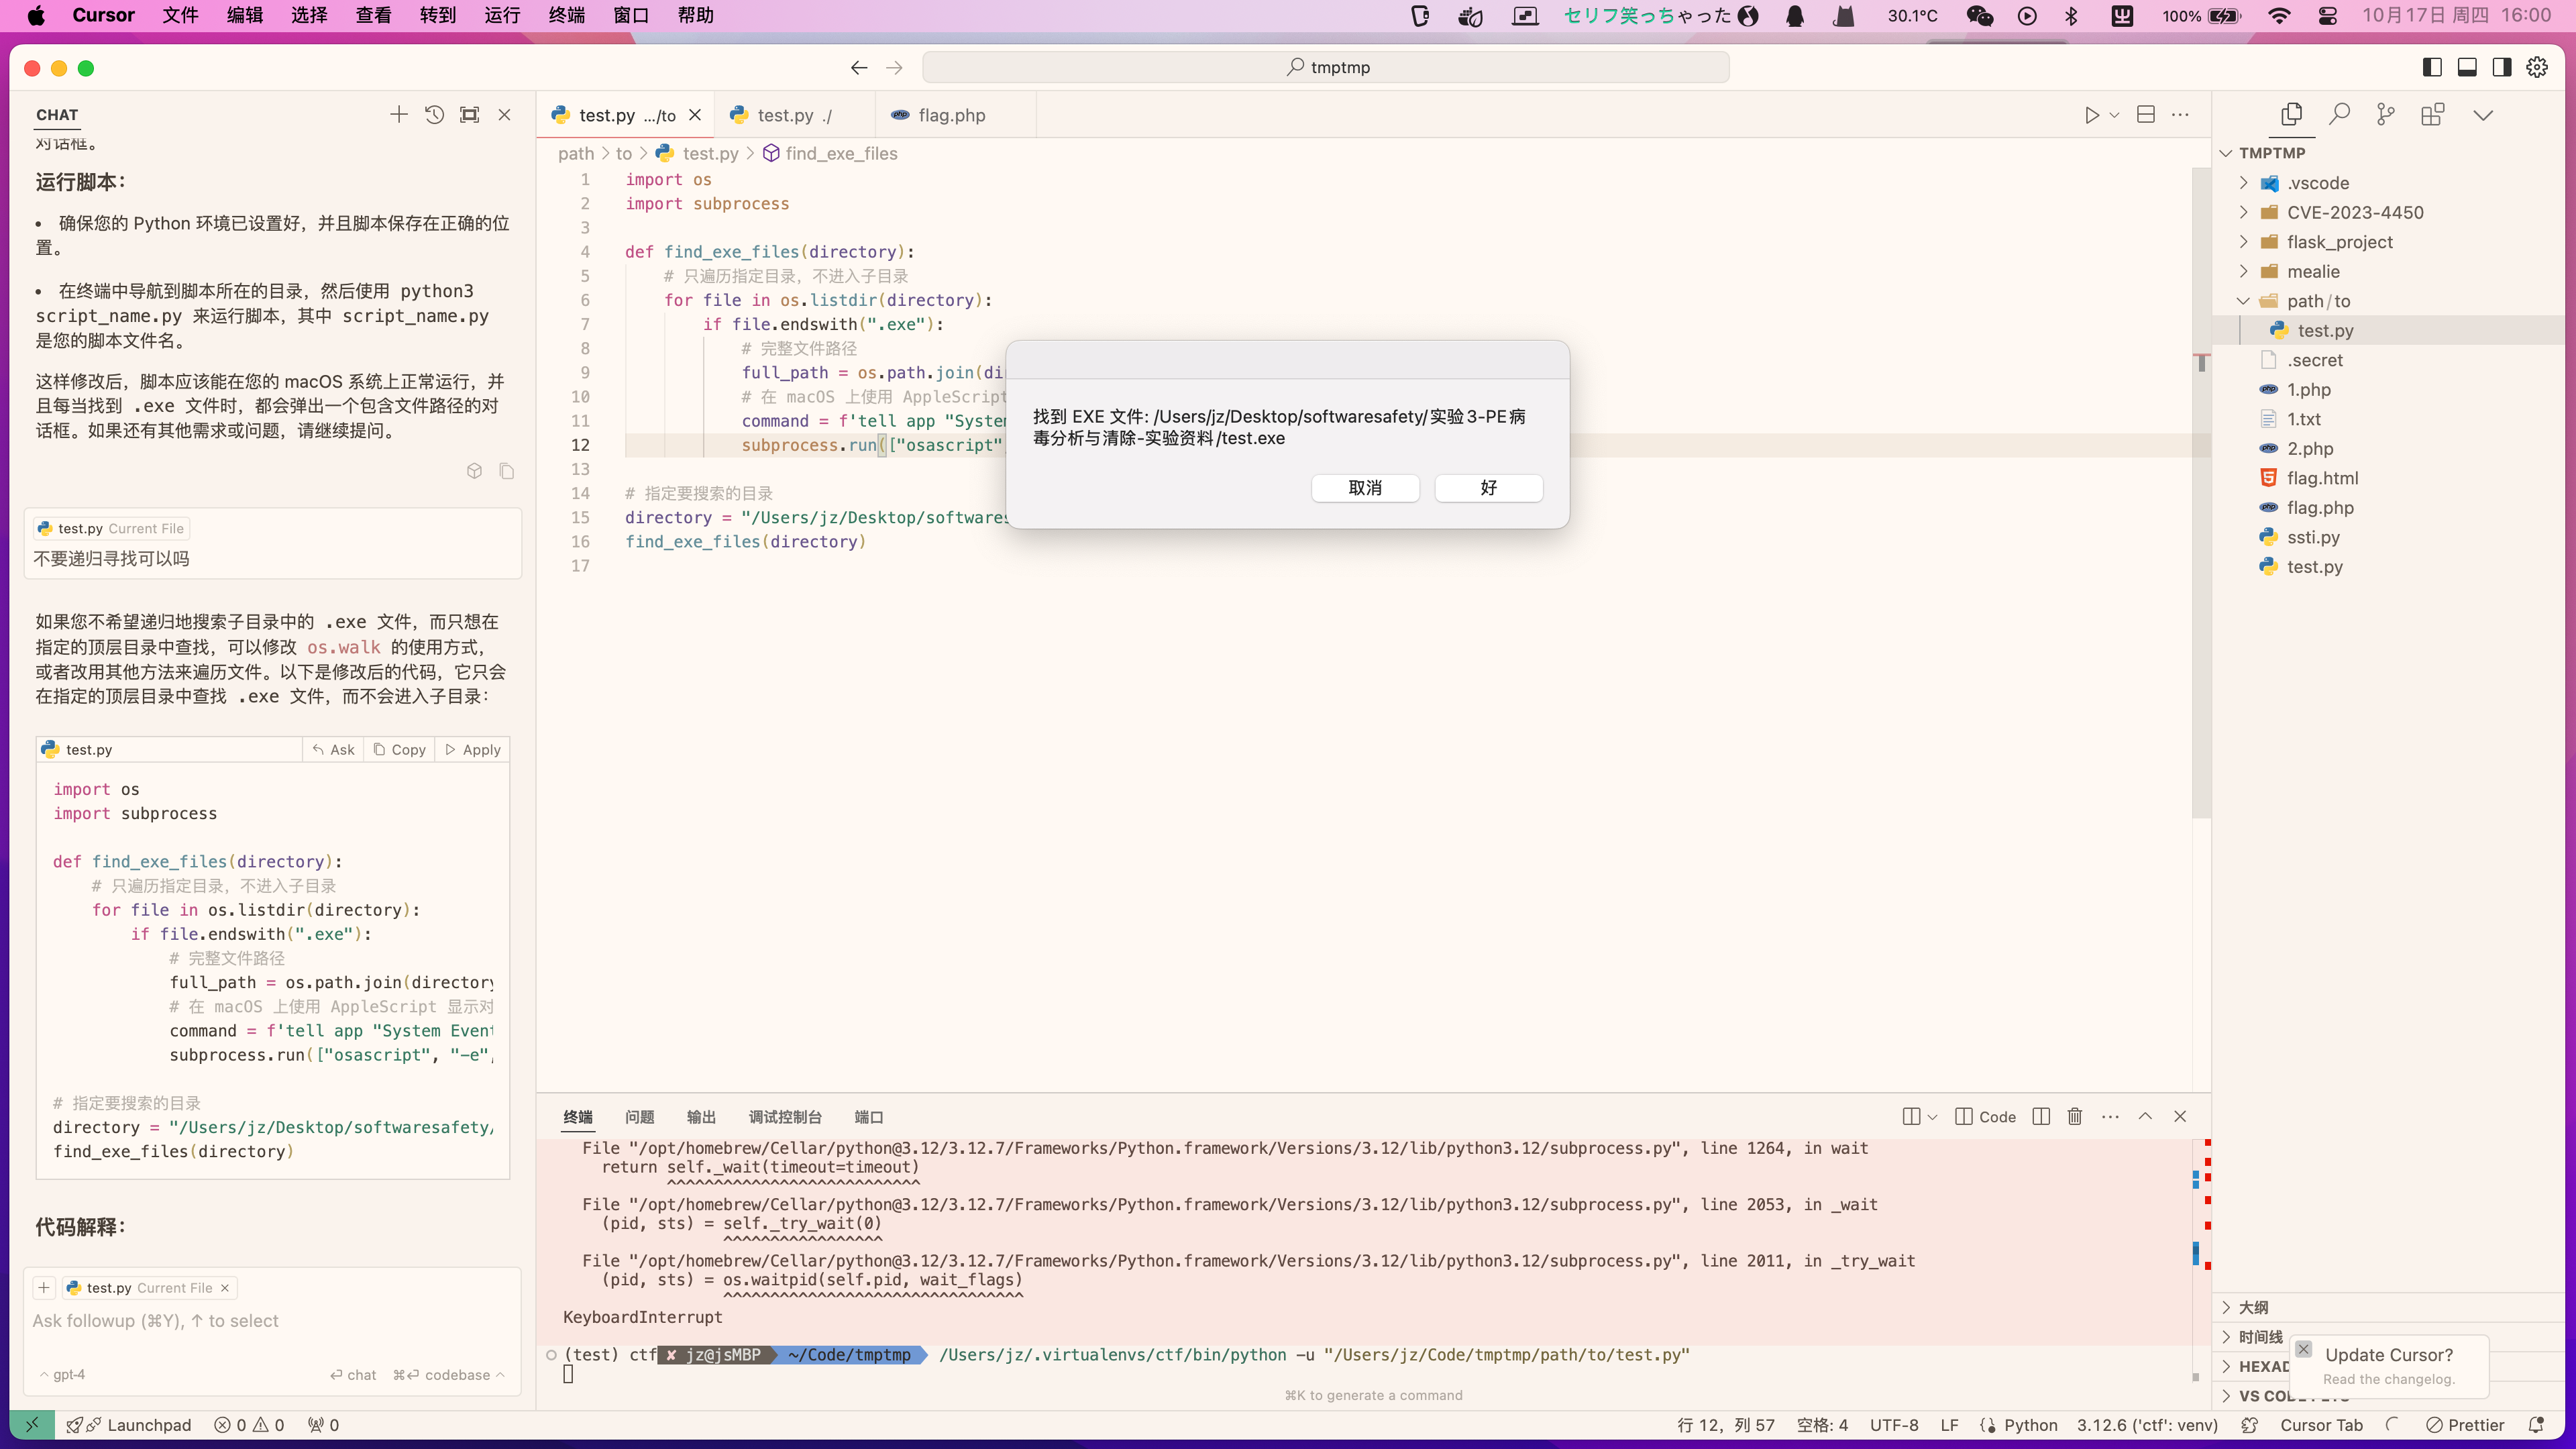 Cursor 文件 编辑 选择 查看 转到 运行 终端 窗口 帮助
セリフ笑っちゃった 30.1°C 100% 10月17日 周四 16:00
tmptmp
CHAT
对话框。
运行脚本：
• 确保您的 Python 环境已设置好，并且脚本保存在正确的位
置。
• 在终端中导航到脚本所在的目录，然后使用 python3
script_name.py 来运行脚本，其中 script_name.py
是您的脚本文件名。
这样修改后，脚本应该能在您的 macOS 系统上正常运行，并
且每当找到 .exe 文件时，都会弹出一个包含文件路径的对
话框。如果还有其他需求或问题，请继续提问。
test.py Current File
不要递归寻找可以吗
如果您不希望递归地搜索子目录中的 .exe 文件，而只想在
指定的顶层目录中查找，可以修改 os.walk 的使用方式，
或者改用其他方法来遍历文件。以下是修改后的代码，它只会
在指定的顶层目录中查找 .exe 文件，而不会进入子目录：
test.py Ask Copy Apply
import os
import subprocess
def find_exe_files(directory):
# 只遍历指定目录，不进入子目录
for file in os.listdir(directory):
if file.endswith(".exe"):
# 完整文件路径
full_path = os.path.join(directory
# 在 macOS 上使用 AppleScript 显示对
command = f'tell app "System Event
subprocess.run(["osascript", "-e",
# 指定要搜索的目录
directory = "/Users/jz/Desktop/softwaresafety/
find_exe_files(directory)
代码解释：
test.py Current File ×
Ask followup (⌘Y), ↑ to select
gpt-4 chat ⌘ codebase
test.py .../to test.py ./ flag.php
path > to > test.py > find_exe_files
1 import os
2 import subprocess
3
4 def find_exe_files(directory):
5 # 只遍历指定目录，不进入子目录
6 for file in os.listdir(directory):
7 if file.endswith(".exe"):
8 # 完整文件路径
9 full_path = os.path.join(di
10 # 在 macOS 上使用 AppleScript
11 command = f'tell app "System
12 subprocess.run(["osascript"
13
14 # 指定要搜索的目录
15 directory = "/Users/jz/Desktop/softwares
16 find_exe_files(directory)
17
找到 EXE 文件: /Users/jz/Desktop/softwaresafety/实验3-PE病
毒分析与清除-实验资料/test.exe
取消 好
终端 问题 输出 调试控制台 端口 Code
File "/opt/homebrew/Cellar/python@3.12/3.12.7/Frameworks/Python.framework/Versions/3.12/lib/python3.12/subprocess.py", line 1264, in wait
return self._wait(timeout=timeout)
^^^^^^^^^^^^^^^^^^^^^^^^^^^
File "/opt/homebrew/Cellar/python@3.12/3.12.7/Frameworks/Python.framework/Versions/3.12/lib/python3.12/subprocess.py", line 2053, in _wait
(pid, sts) = self._try_wait(0)
^^^^^^^^^^^^^^^^^
File "/opt/homebrew/Cellar/python@3.12/3.12.7/Frameworks/Python.framework/Versions/3.12/lib/python3.12/subprocess.py", line 2011, in _try_wait
(pid, sts) = os.waitpid(self.pid, wait_flags)
^^^^^^^^^^^^^^^^^^^^^^^^^^^^^^^^
KeyboardInterrupt
(test) ctf ✘ jz@jsMBP ~/Code/tmptmp /Users/jz/.virtualenvs/ctf/bin/python -u "/Users/jz/Code/tmptmp/path/to/test.py"
⌘K to generate a command
TMPTMP
.vscode
CVE-2023-4450
flask_project
mealie
path/to
test.py
.secret
1.php
1.txt
2.php
flag.html
flag.php
ssti.py
test.py
大纲
时间线
HEXAD
VS CO
Update Cursor?
Read the changelog.
Launchpad 0 0 0
行 12，列 57 空格: 4 UTF-8 LF Python 3.12.6 ('ctf': venv) Cursor Tab Prettier